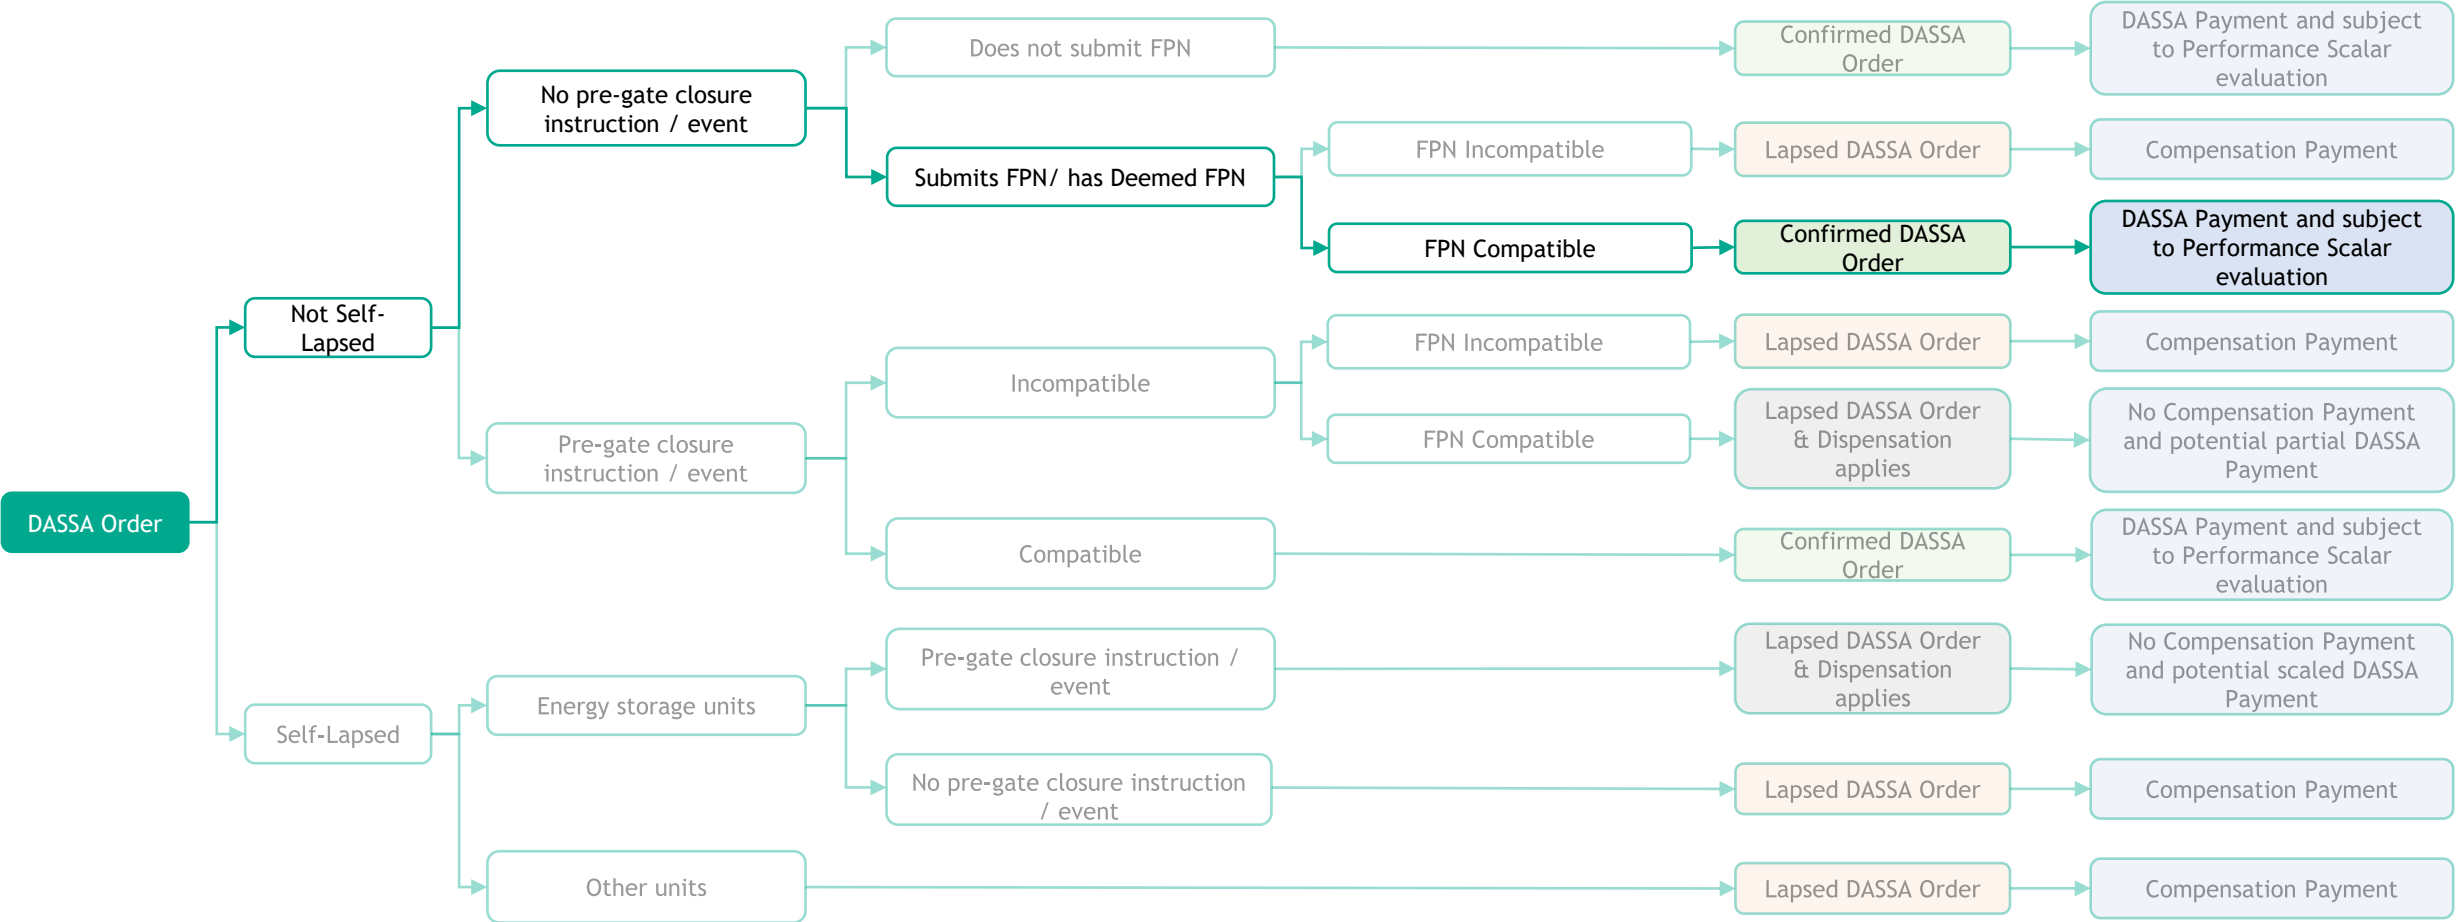 Does not submit FPN
Confirmed DASSA
Order
DASSA Payment and subject
to Performance Scalar
evaluation
No pre-gate closure
instruction / event
Submits FPN/ has Deemed FPN
FPN Incompatible
Lapsed DASSA Order
Compensation Payment
FPN Compatible
Confirmed DASSA
Order
DASSA Payment and subject
to Performance Scalar
evaluation
Not Self-
Lapsed
Incompatible
FPN Incompatible
Lapsed DASSA Order
Compensation Payment
Pre-gate closure
instruction / event
FPN Compatible
Lapsed DASSA Order
& Dispensation
applies
No Compensation Payment
and potential partial DASSA
Payment
DASSA Order
Compatible
Confirmed DASSA
Order
DASSA Payment and subject
to Performance Scalar
evaluation
Self-Lapsed
Energy storage units
Pre-gate closure instruction /
event
Lapsed DASSA Order
& Dispensation
applies
No Compensation Payment
and potential scaled DASSA
Payment
No pre-gate closure instruction
/ event
Lapsed DASSA Order
Compensation Payment
Other units
Lapsed DASSA Order
Compensation Payment